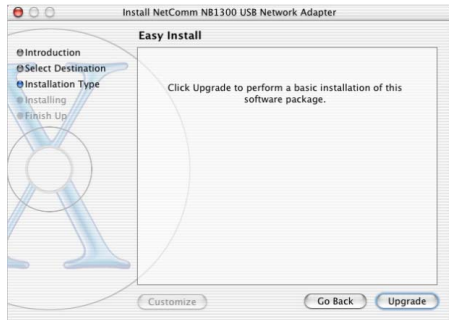 Install NetComm NB1300 USB Network Adapter
Easy Install
Introduction
Select Destination
Installation Type
Installing
Finish Up
Click Upgrade to perform a basic installation of this
software package.
Customize
Go Back
Upgrade